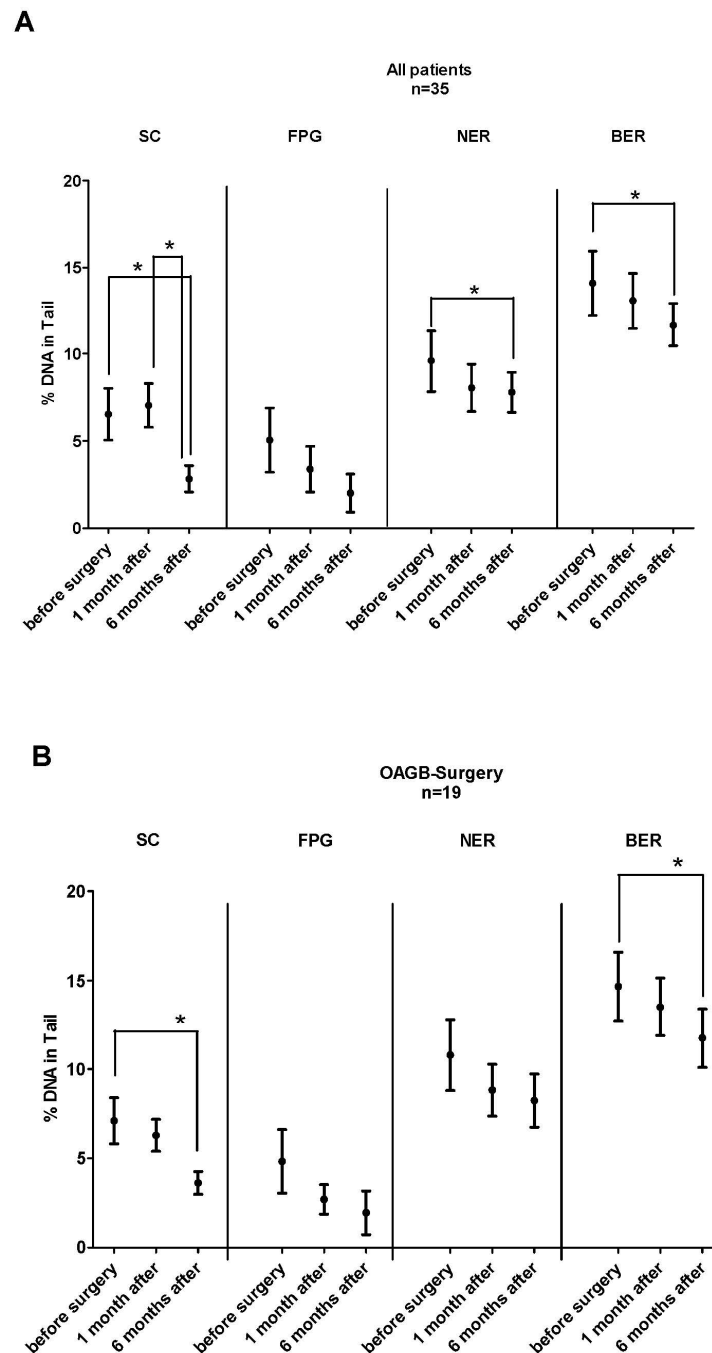 A
All patients
n=35
SC FPG NER BER
20
15
10
5
0
% DNA in Tail
* * * *
before surgery 1 month after 6 months after before surgery 1 month after 6 months after before surgery 1 month after 6 months after before surgery 1 month after 6 months after
B
OAGB-Surgery
n=19
SC FPG NER BER
20
15
10
5
0
% DNA in Tail
* *
before surgery 1 month after 6 months after before surgery 1 month after 6 months after before surgery 1 month after 6 months after before surgery 1 month after 6 months after